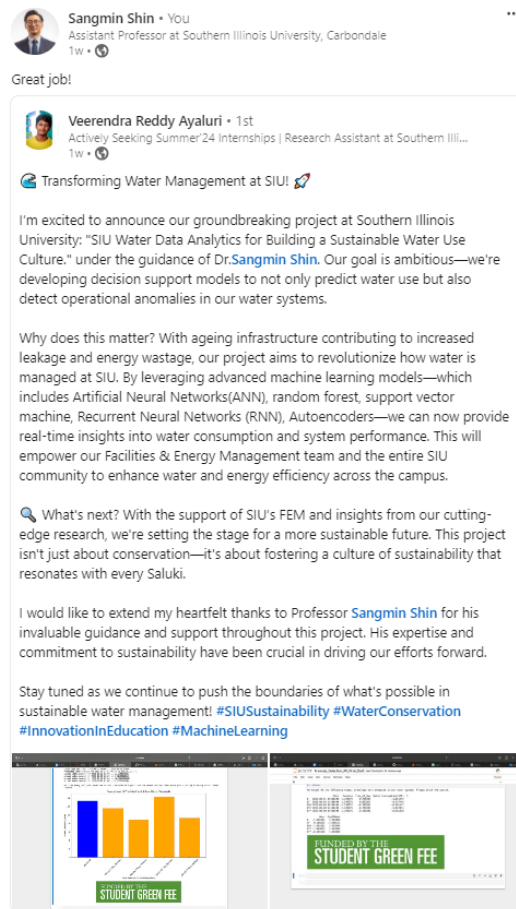 Sangmin Shin • You
Assistant Professor at Southern Illinois University, Carbondale
1w •
Great job!
Veerendra Reddy Ayaluri • 1st
Actively Seeking Summer'24 Internships | Research Assistant at Southern Illi...
1w •
🌊 Transforming Water Management at SIU! 🚀
I'm excited to announce our groundbreaking project at Southern Illinois
University: "SIU Water Data Analytics for Building a Sustainable Water Use
Culture." under the guidance of Dr.Sangmin Shin. Our goal is ambitious—we're
developing decision support models to not only predict water use but also
detect operational anomalies in our water systems.
Why does this matter? With ageing infrastructure contributing to increased
leakage and energy wastage, our project aims to revolutionize how water is
managed at SIU. By leveraging advanced machine learning models—which
includes Artificial Neural Networks(ANN), random forest, support vector
machine, Recurrent Neural Networks (RNN), Autoencoders—we can now provide
real-time insights into water consumption and system performance. This will
empower our Facilities & Energy Management team and the entire SIU
community to enhance water and energy efficiency across the campus.
🔍 What's next? With the support of SIU's FEM and insights from our cutting-
edge research, we're setting the stage for a more sustainable future. This project
isn't just about conservation—it's about fostering a culture of sustainability that
resonates with every Saluki.
I would like to extend my heartfelt thanks to Professor Sangmin Shin for his
invaluable guidance and support throughout this project. His expertise and
commitment to sustainability have been crucial in driving our efforts forward.
Stay tuned as we continue to push the boundaries of what's possible in
sustainable water management! #SIUSustainability #WaterConservation
#InnovationInEducation #MachineLearning
FUNDED BY THE
STUDENT GREEN FEE
FUNDED BY THE
STUDENT GREEN FEE